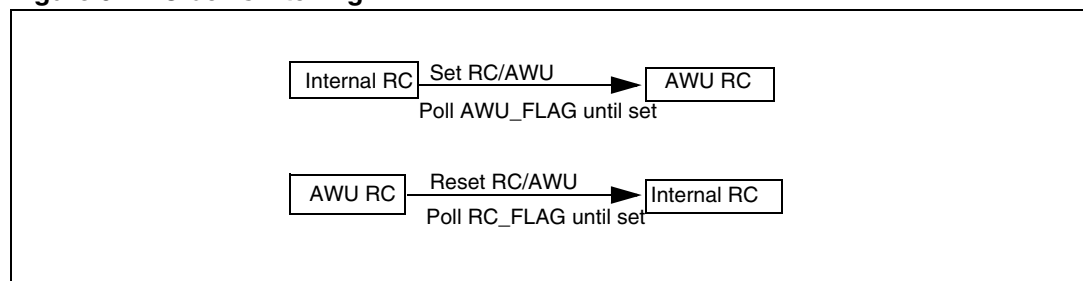 Internal RC
Set RC/AWU
AWU RC
Poll AWU_FLAG until set
AWU RC
Reset RC/AWU
Internal RC
Poll RC_FLAG until set